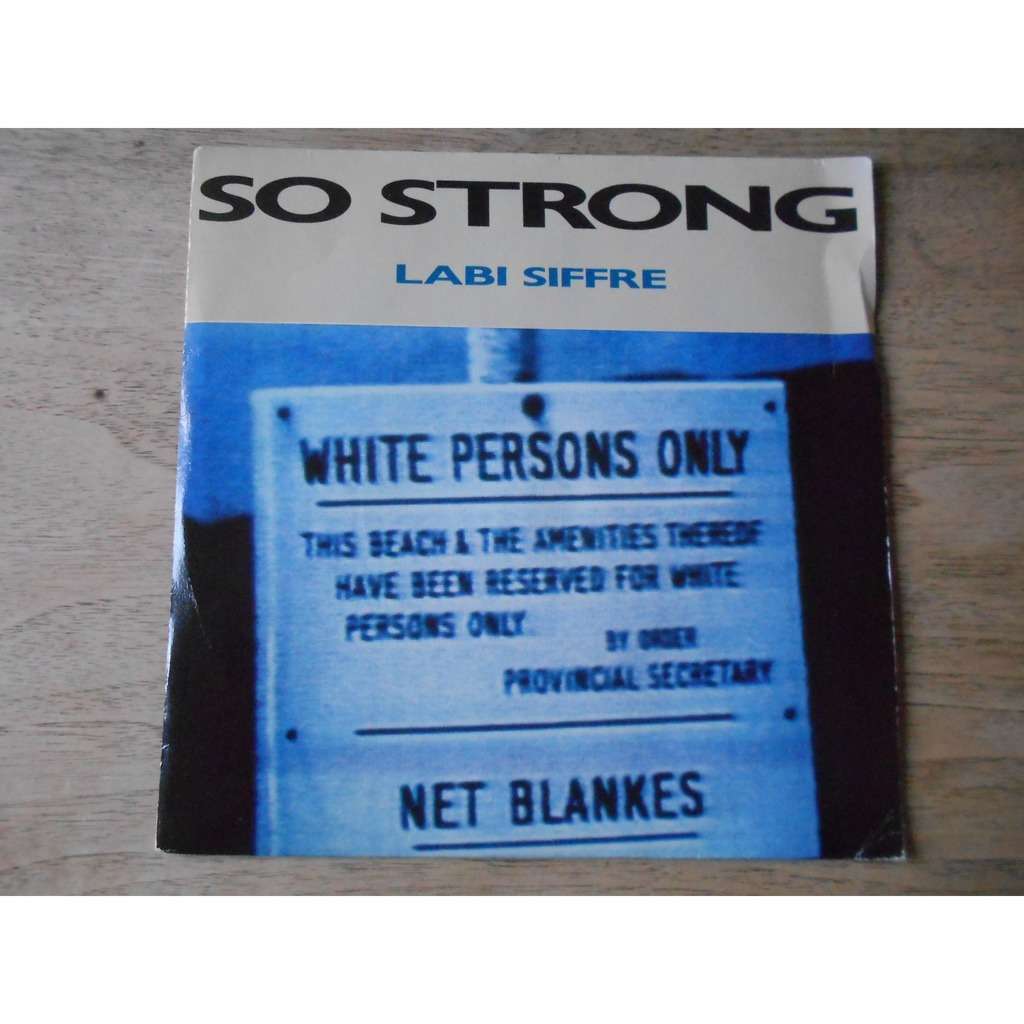 SO STRONG
LABI SIFFRE
WHITE PERSONS ONLY
THIS BEACH & THE AMENITIES THEREOF
HAVE BEEN RESERVED FOR WHITE
PERSONS ONLY.
BY ORDER
PROVINCIAL SECRETARY
NET BLANKES